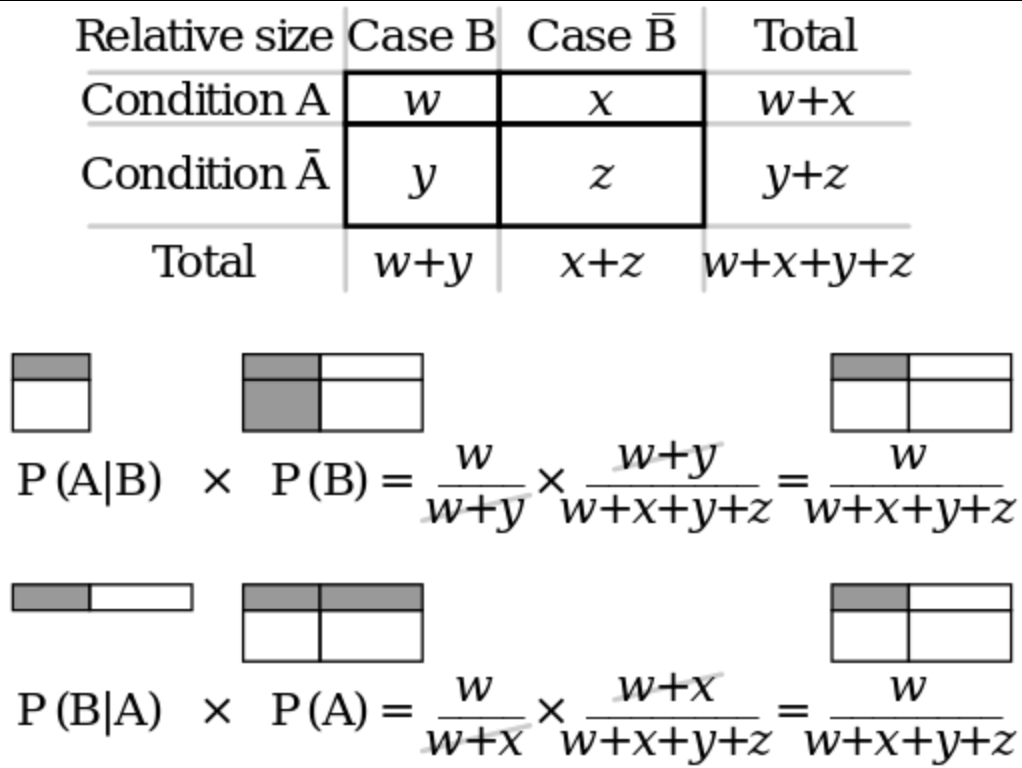 Relative size Case B Case B̄ Total
Condition A w x w+x
Condition Ā y z y+z
Total w+y x+z w+x+y+z
w w+y w
P (A|B) × P (B) = × =
w+y w+x+y+z w+x+y+z
w w+x w
P (B|A) × P (A) = × =
w+x w+x+y+z w+x+y+z